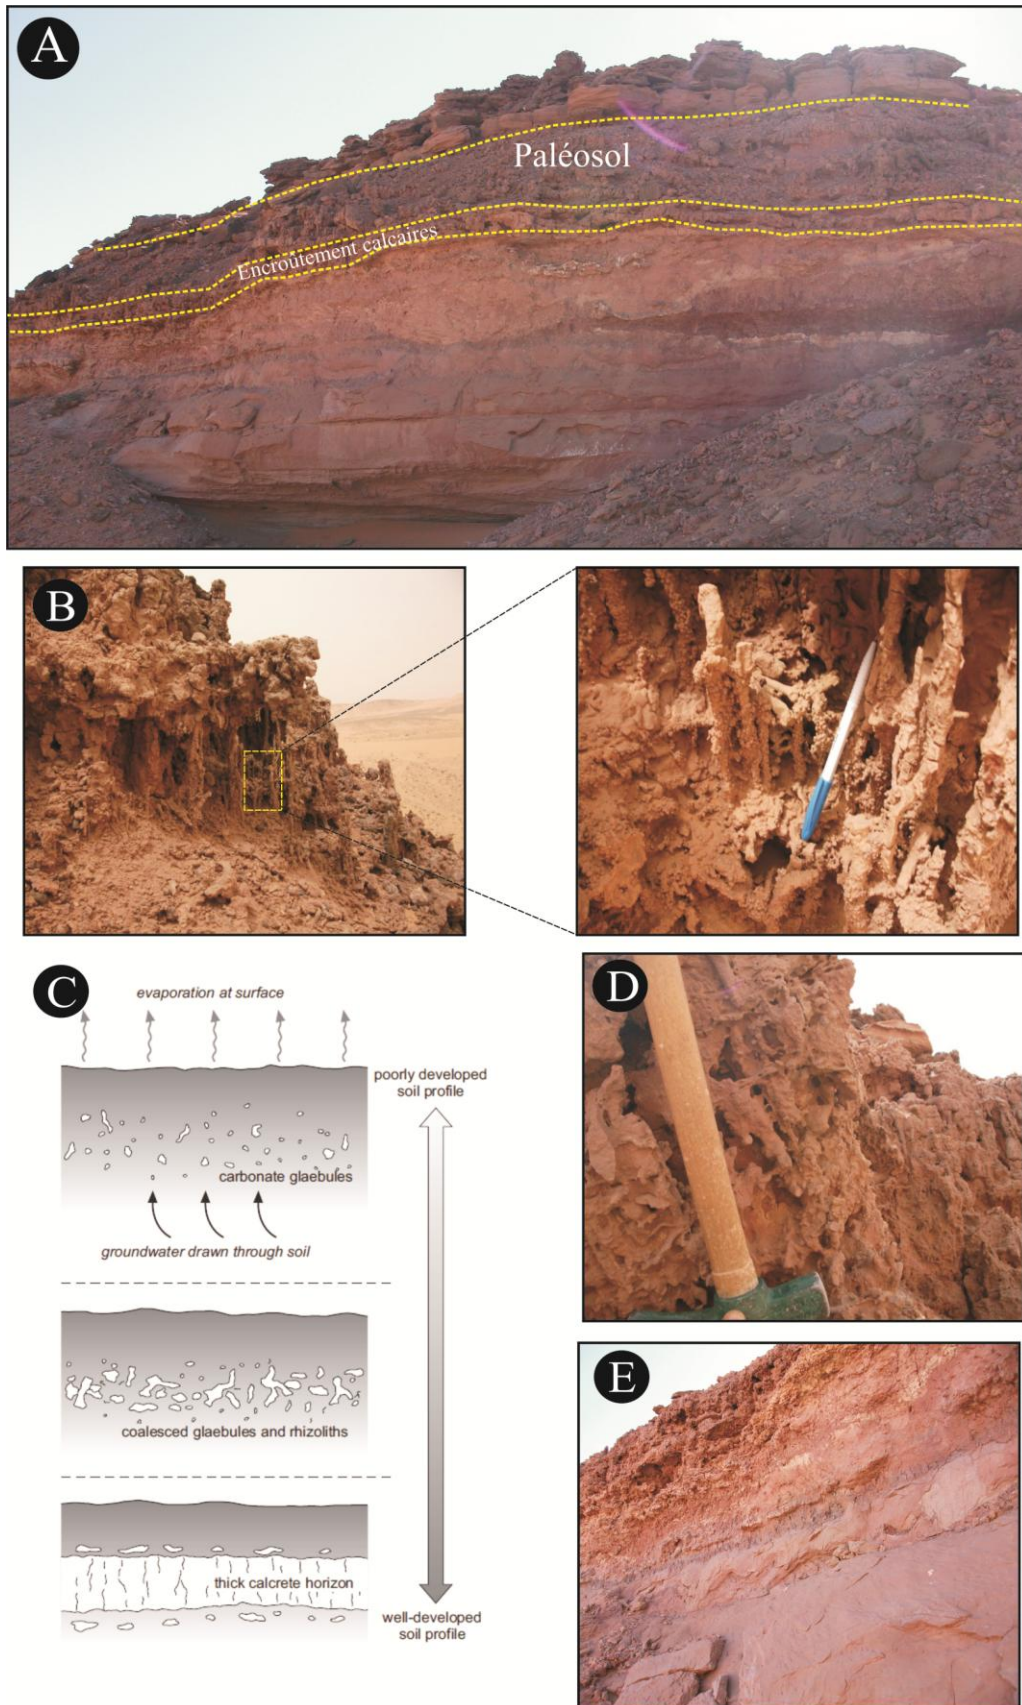 A
Paléosol
Encroûtement calcaires
B
C
evaporation at surface
poorly developed
soil profile
carbonate glaebules
groundwater drawn through soil
coalesced glaebules and rhizoliths
thick calcrete horizon
well-developed
soil profile
D
E